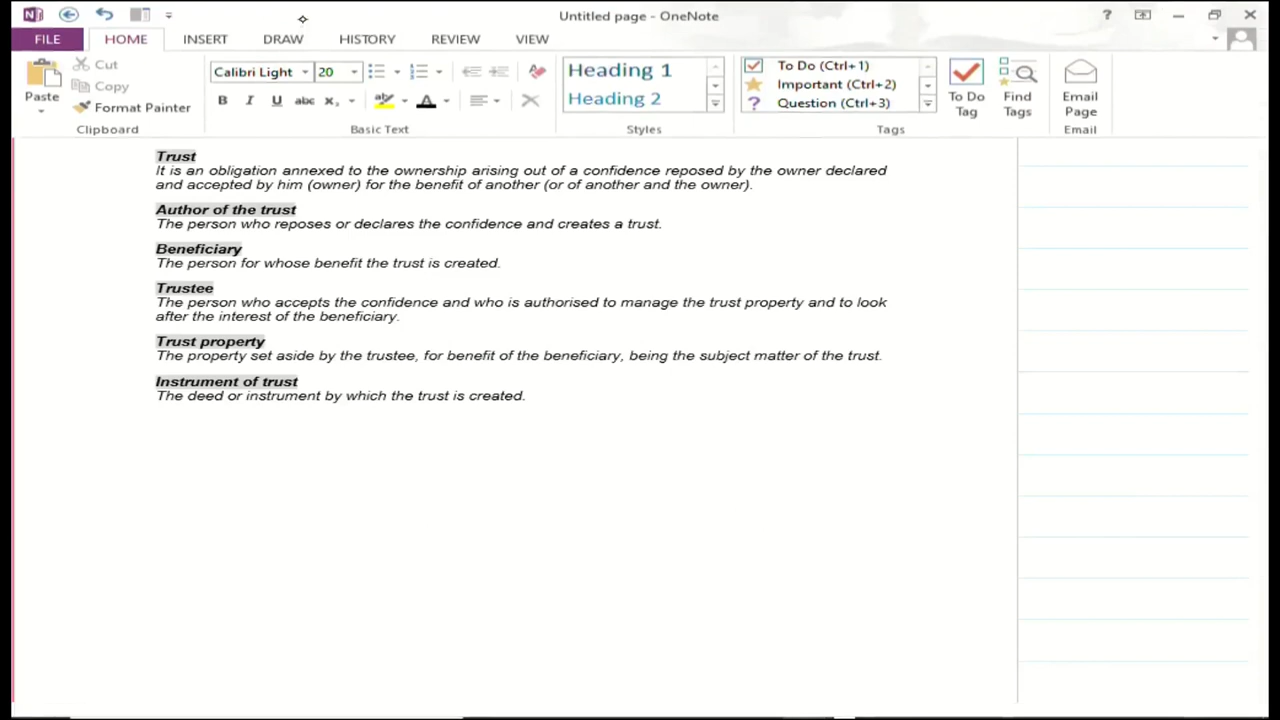 Untitled page - OneNote
?
FILE HOME INSERT DRAW HISTORY REVIEW VIEW
Paste
Cut
Copy
Format Painter
Clipboard
Calibri Light 20
B I U abc x₂ aby A
Basic Text
Heading 1
Heading 2
Styles
To Do (Ctrl+1)
Important (Ctrl+2)
? Question (Ctrl+3)
To Do
Tag
Find
Tags
Tags
Email
Page
Email
Trust
It is an obligation annexed to the ownership arising out of a confidence reposed by the owner declared
and accepted by him (owner) for the benefit of another (or of another and the owner).
Author of the trust
The person who reposes or declares the confidence and creates a trust.
Beneficiary
The person for whose benefit the trust is created.
Trustee
The person who accepts the confidence and who is authorised to manage the trust property and to look
after the interest of the beneficiary.
Trust property
The property set aside by the trustee, for benefit of the beneficiary, being the subject matter of the trust.
Instrument of trust
The deed or instrument by which the trust is created.